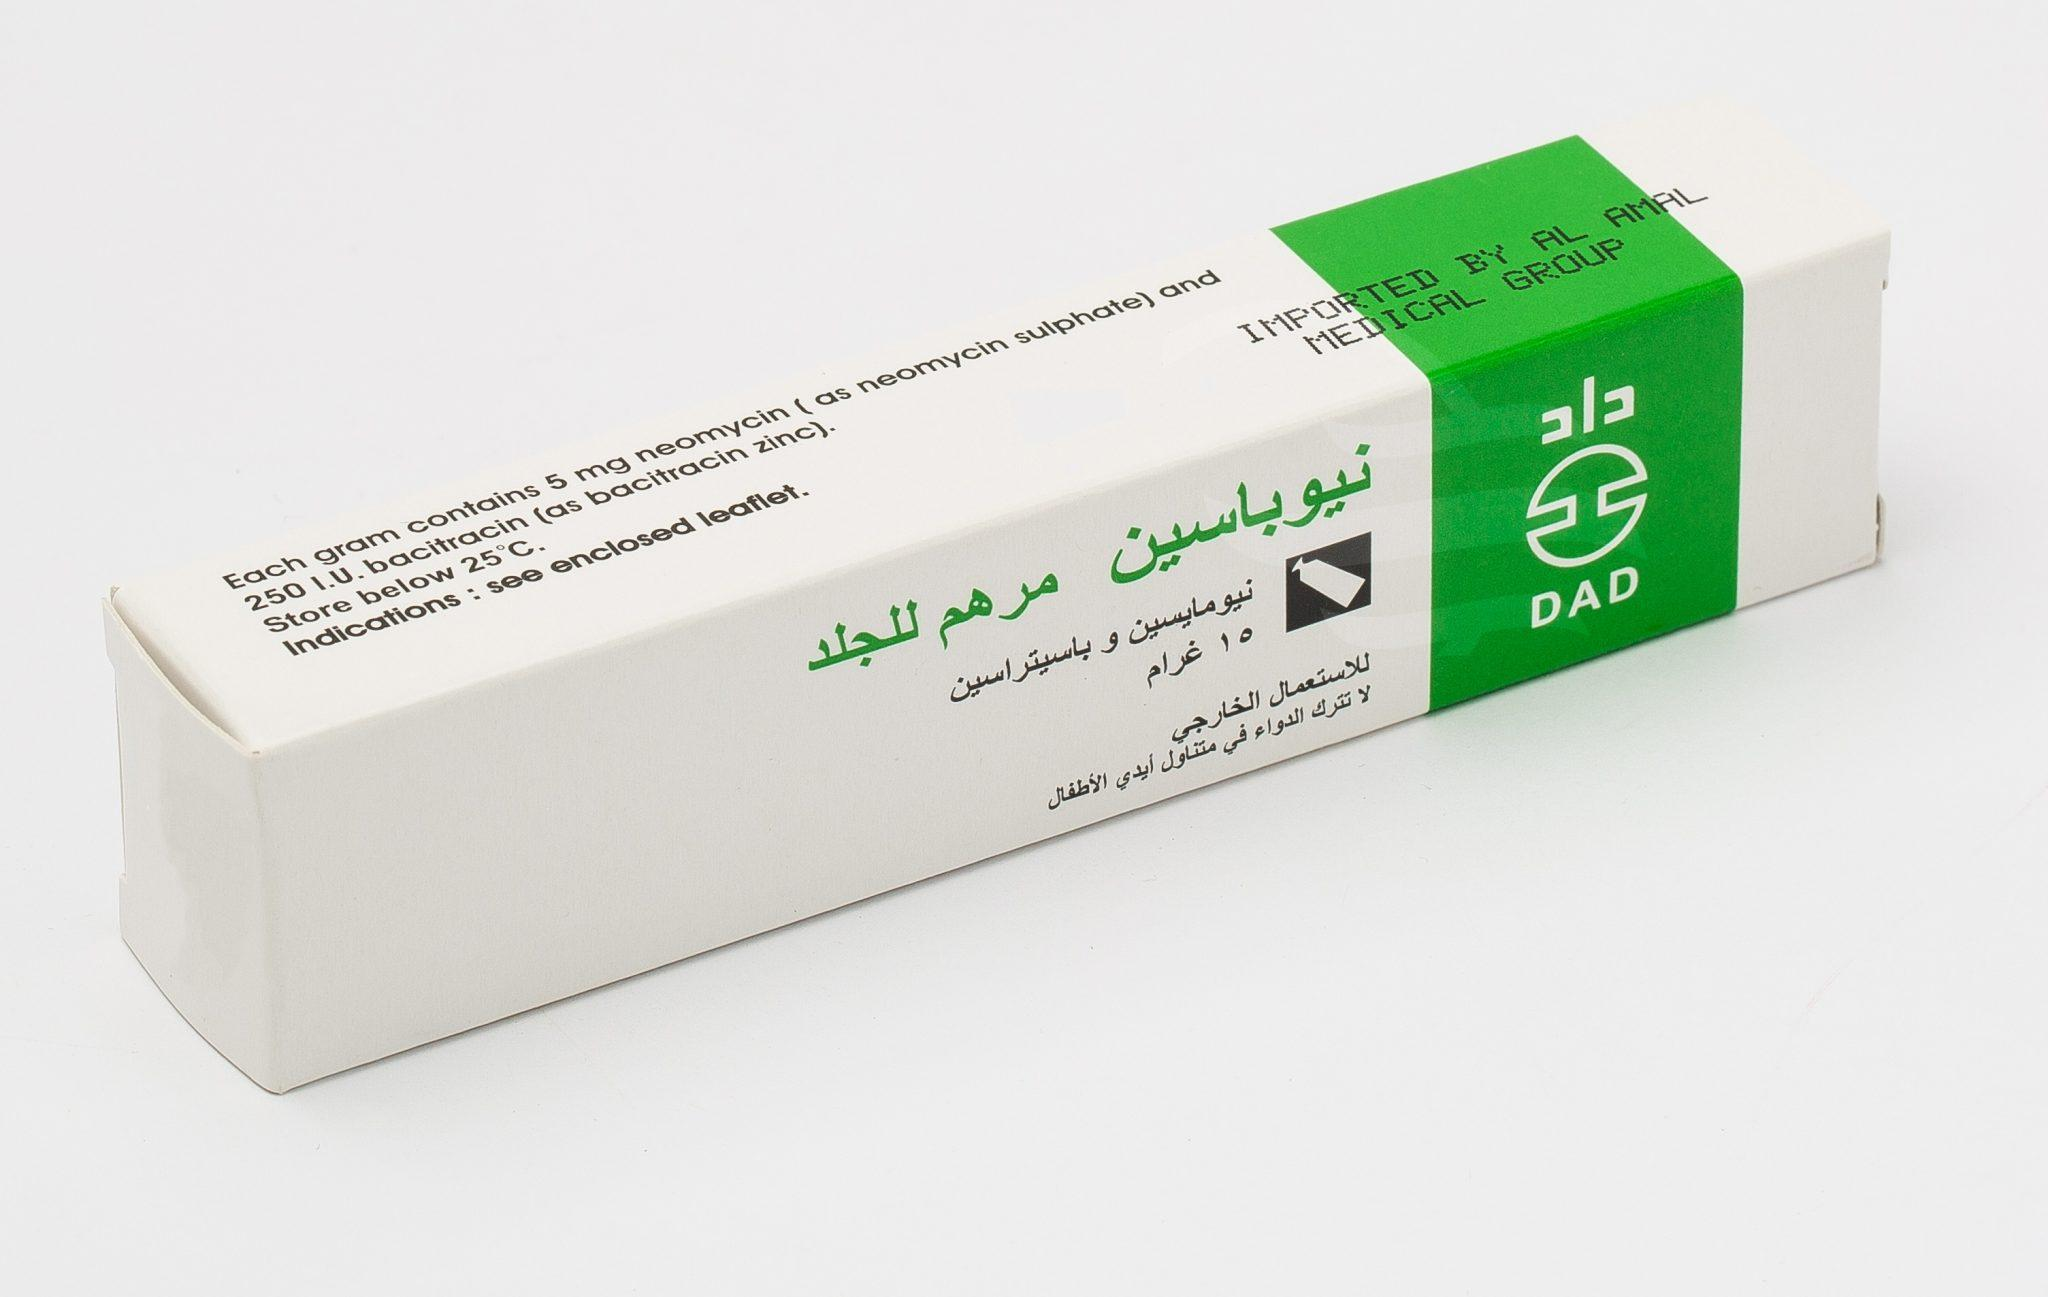 Each gram contains 5 mg neomycin ( as neomycin sulphate) and
250 I.U. bacitracin (as bacitracin zinc).
Store below 25°C.
Indications : see enclosed leaflet.
IMPORTED BY AL AMAL
MEDICAL GROUP
داد
DAD
نيوباسين مرهم للجلد
نيومايسين و باسيتراسين
١٥ غرام
للاستعمال الخارجي
لا تترك الدواء في متناول أيدي الأطفال